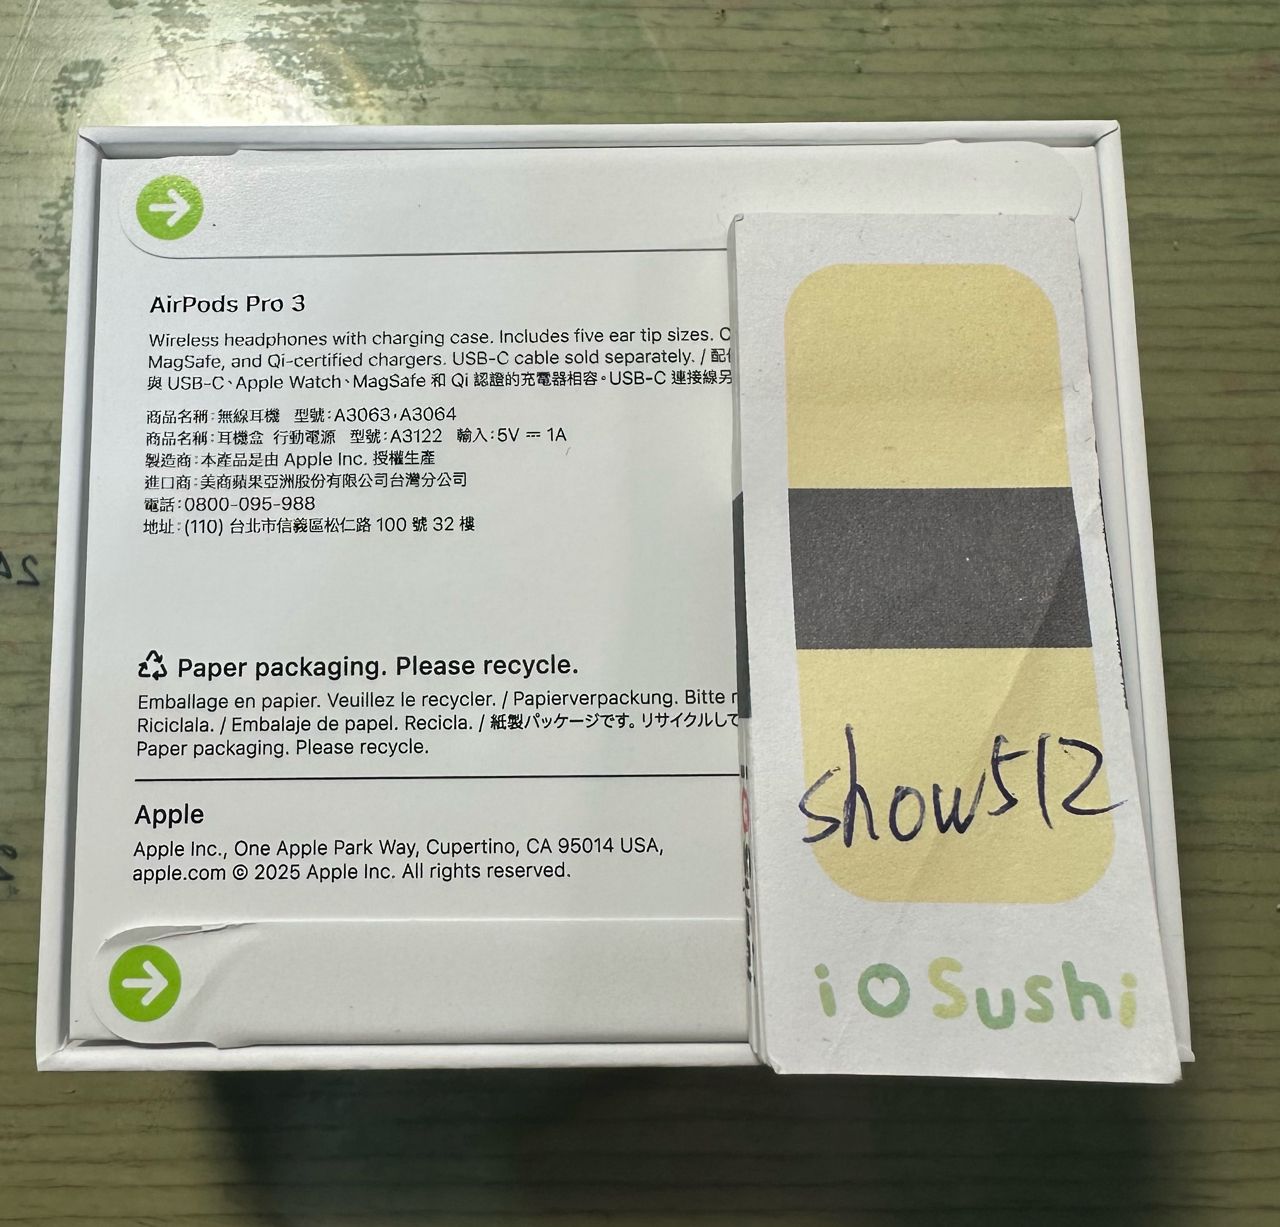 AirPods Pro 3
Wireless headphones with charging case. Includes five ear tip sizes.
MagSafe, and Qi-certified chargers. USB-C cable sold separately. / 配
與 USB-C、Apple Watch、MagSafe 和 Qi 認證的充電器相容。USB-C 連接線另
商品名稱:無線耳機 型號:A3063,A3064
商品名稱:耳機盒 行動電源 型號:A3122 輸入:5V ⎓ 1A
製造商:本產品是由 Apple Inc. 授權生產
進口商:美商蘋果亞洲股份有限公司台灣分公司
電話:0800-095-988
地址:(110) 台北市信義區松仁路 100 號 32 樓
Paper packaging. Please recycle.
Emballage en papier. Veuillez le recycler. / Papierverpackung. Bitte
Riciclala. / Embalaje de papel. Recicla. / 紙製パッケージです。リサイクルして
Paper packaging. Please recycle.
Apple
Apple Inc., One Apple Park Way, Cupertino, CA 95014 USA,
apple.com © 2025 Apple Inc. All rights reserved.
show512
i Sushi